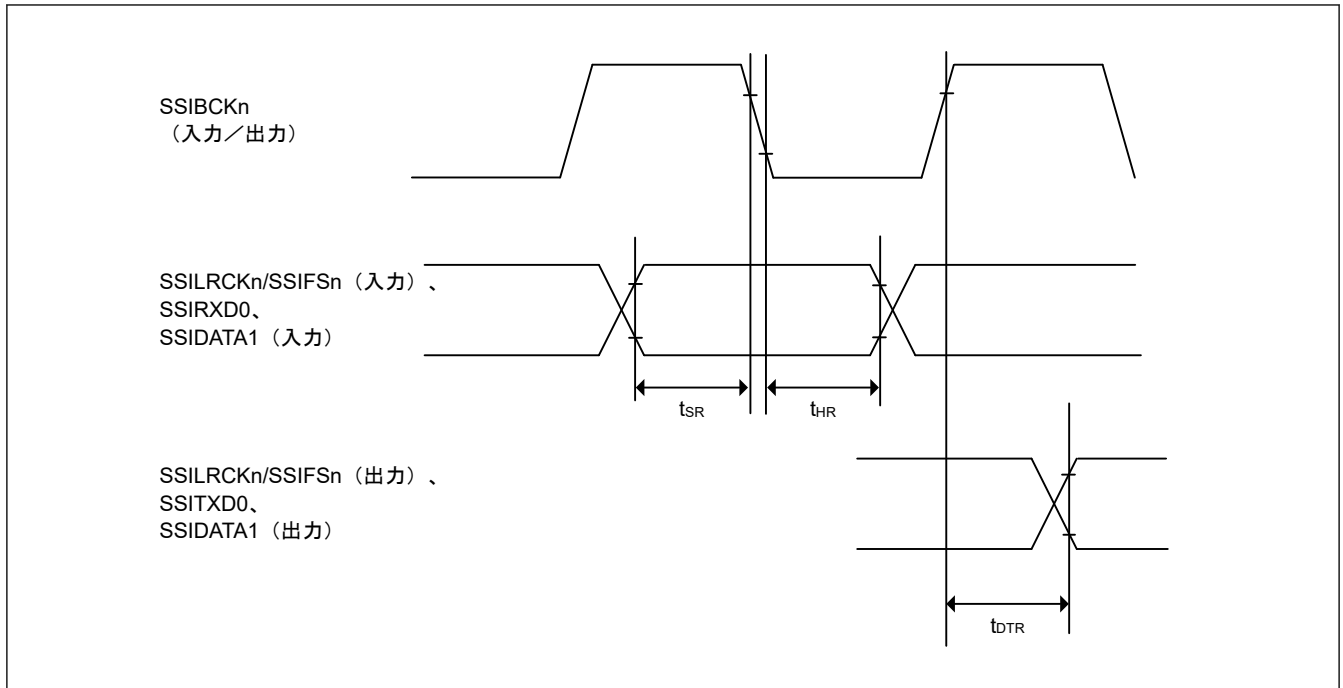 SSIBCKn
（入力／出力）
SSILRCKn/SSIFSn（入力）、
SSIRXD0、
SSIDATA1（入力）
tSR
tHR
SSILRCKn/SSIFSn（出力）、
SSITXD0、
SSIDATA1（出力）
tDTR